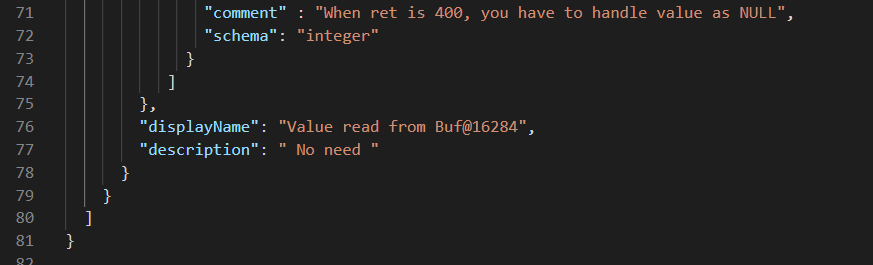 71 "comment" : "When ret is 400, you have to handle value as NULL",
72 "schema": "integer"
73 }
74 ]
75 },
76 "displayName": "Value read from Buf@16284",
77 "description": " No need "
78 }
79 }
80 ]
81 }
82